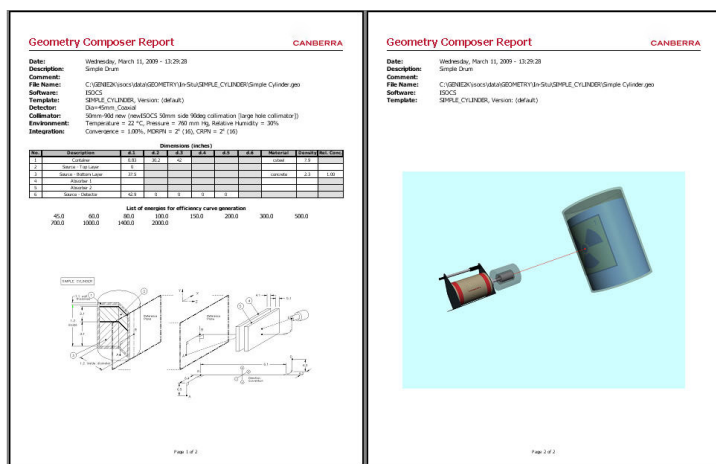 Geometry Composer Report CANBERRA
Date: Wednesday, March 11, 2009 - 13:29:28
Description: Simple Drum
Comment:
File Name: C:\GENIE2K\isocs\data\GEOMETRY\In-Situ\SIMPLE_CYLINDER\Simple Cylinder.geo
Software: ISOCS
Template: SIMPLE_CYLINDER, Version: (default)
Detector: Dia=45mm_Coaxial
Collimator: 50mm-90d new (newISOCS 50mm side 90deg collimation [large hole collimator])
Environment: Temperature = 22 °C, Pressure = 760 mm Hg, Relative Humidity = 30%
Integration: Convergence = 1.00%, MDRPN = 2⁴ (16), CRPN = 2⁴ (16)
Dimensions (inches)
No. Description d.1 d.2 d.3 d.4 d.5 d.6 Material Density Rel. Conc.
1 Container 42 7.9
2 Source - Top Layer 0
3 Source - Bottom Layer 37.5 concrete 2.3 1.00
4 Absorber 1
5 Absorber 2
6 Source - Detector 42.9 0 0 0 0
List of energies for efficiency curve generation
45.0 60.0 80.0 100.0 150.0 200.0 300.0 500.0
700.0 1000.0 1400.0 2000.0
SIMPLE CYLINDER
Reference Plane
Reference Plane
Page 1 of 2
Geometry Composer Report CANBERRA
Date: Wednesday, March 11, 2009 - 13:29:28
Description: Simple Drum
Comment:
File Name: C:\GENIE2K\isocs\data\GEOMETRY\In-Situ\SIMPLE_CYLINDER\Simple Cylinder.geo
Software: ISOCS
Template: SIMPLE_CYLINDER, Version: (default)
Page 2 of 2